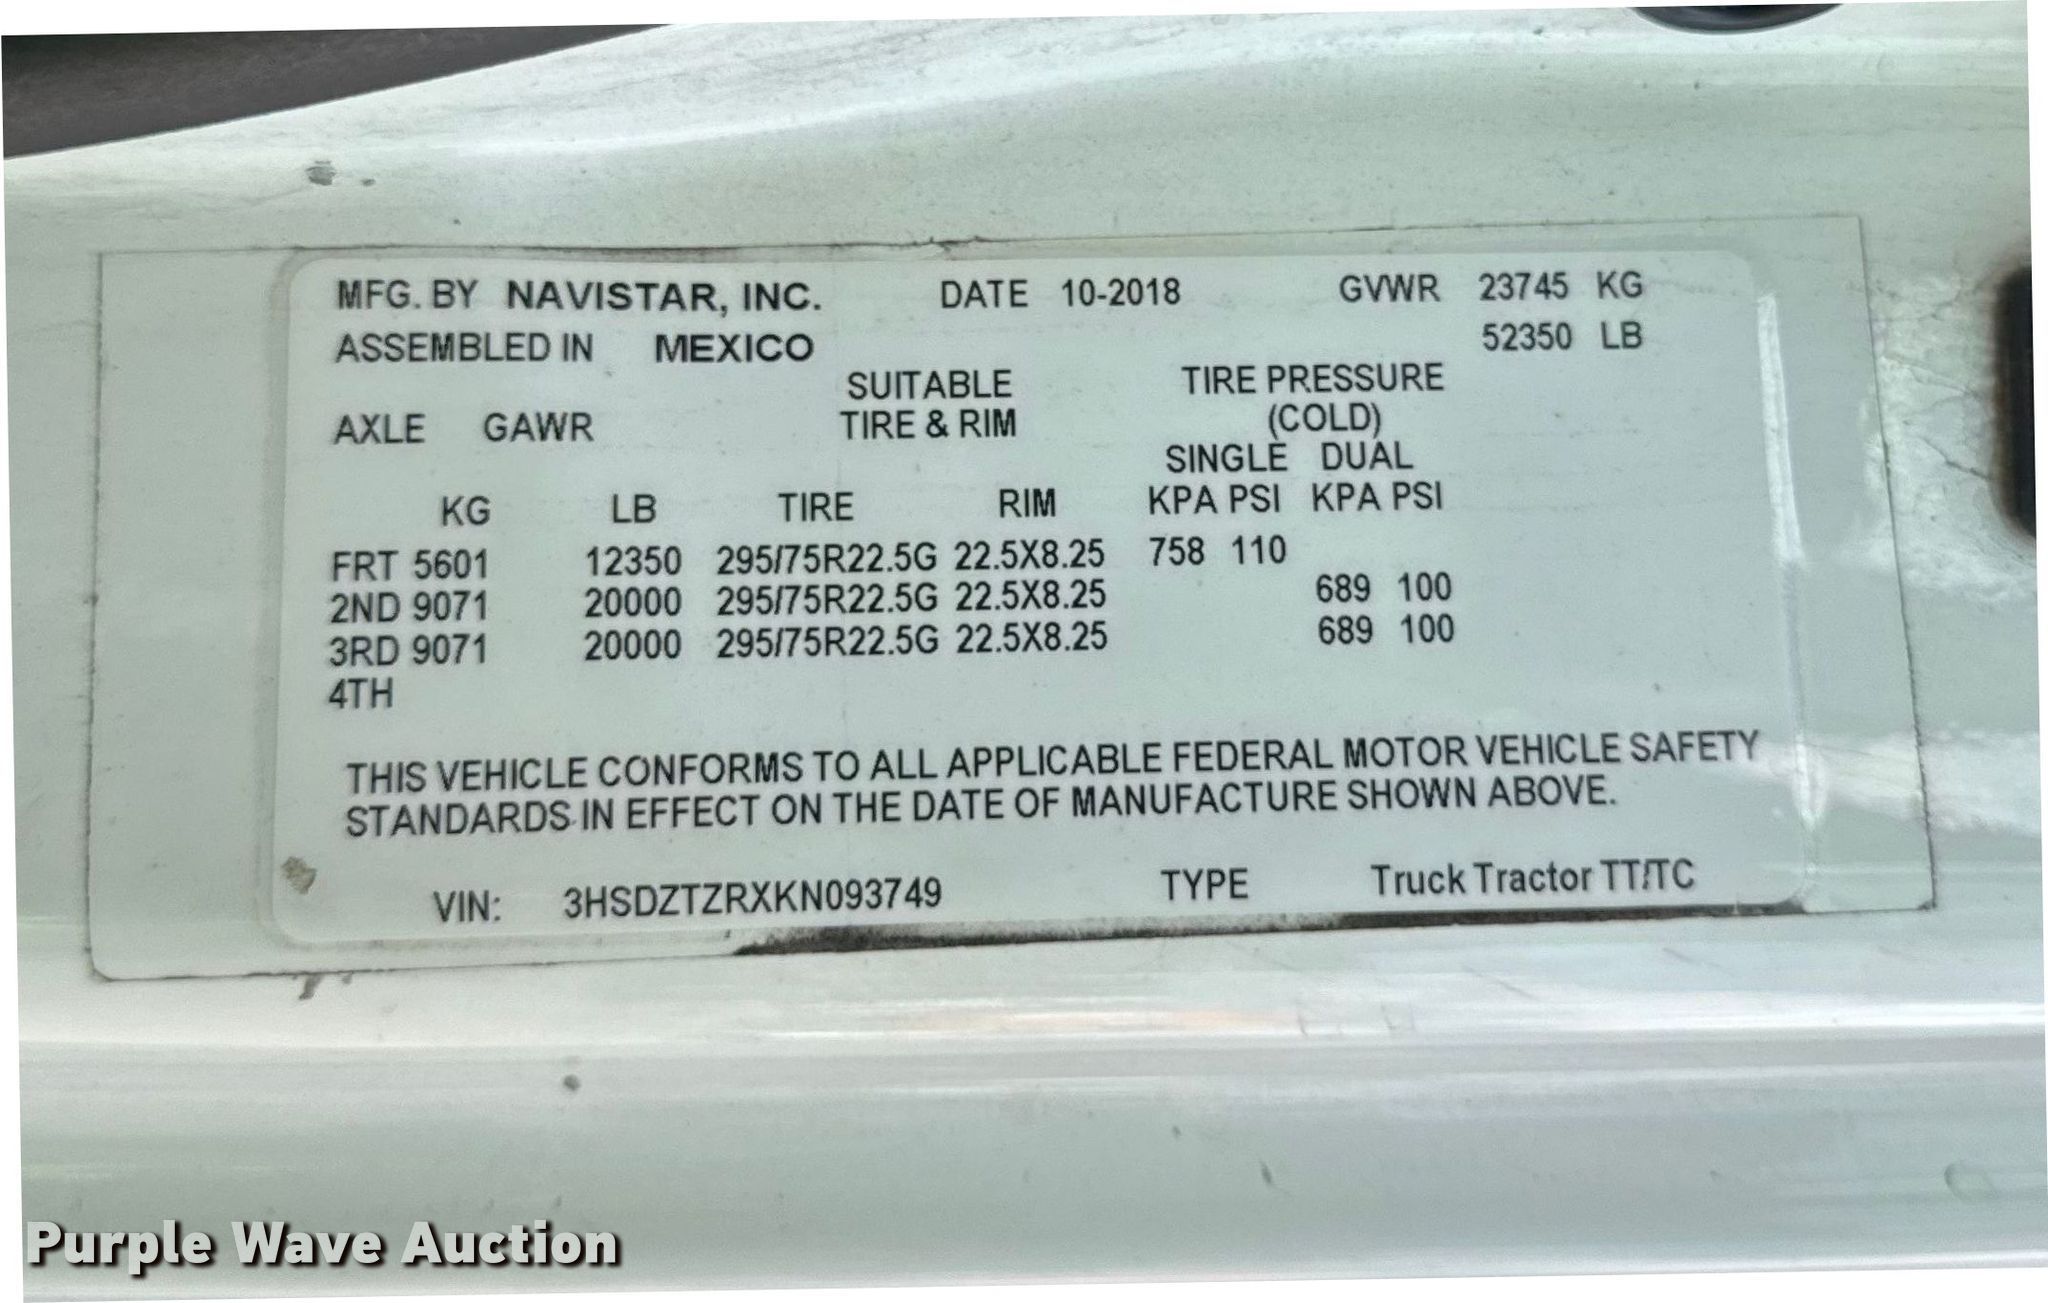 MFG. BY NAVISTAR, INC. DATE 10-2018 GVWR 23745 KG
ASSEMBLED IN MEXICO 52350 LB
SUITABLE TIRE PRESSURE
AXLE GAWR TIRE & RIM (COLD)
SINGLE DUAL
KG LB TIRE RIM KPA PSI KPA PSI
FRT 5601 12350 295/75R22.5G 22.5X8.25 758 110
2ND 9071 20000 295/75R22.5G 22.5X8.25 689 100
3RD 9071 20000 295/75R22.5G 22.5X8.25 689 100
4TH
THIS VEHICLE CONFORMS TO ALL APPLICABLE FEDERAL MOTOR VEHICLE SAFETY
STANDARDS IN EFFECT ON THE DATE OF MANUFACTURE SHOWN ABOVE.
VIN: 3HSDZTZRXKN093749 TYPE Truck Tractor TT/TC
Purple Wave Auction